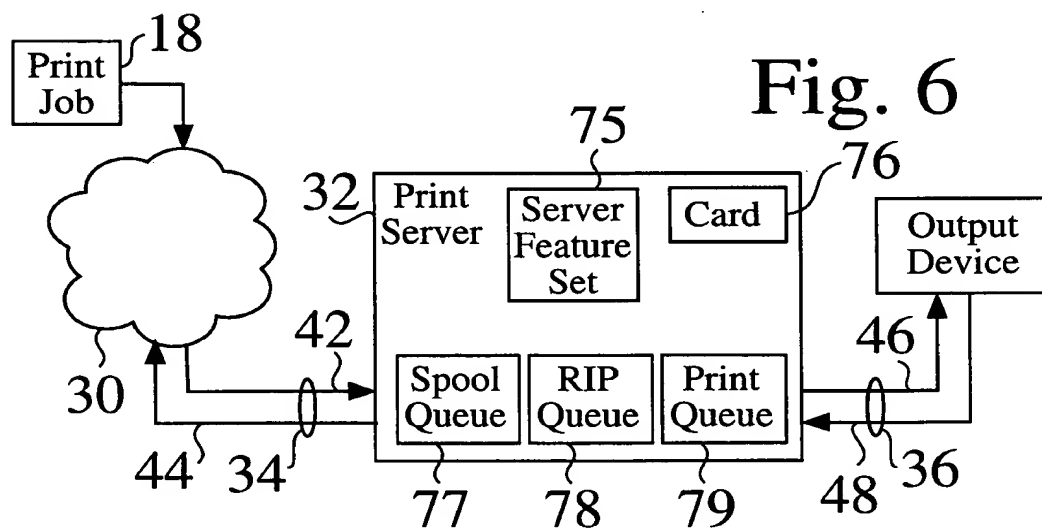 18
Print
Job
Fig. 6
75
76
32
Print
Server
Server
Feature
Set
Card
Output
Device
30
42
44
34
Spool
Queue
RIP
Queue
Print
Queue
46
48
36
77
78
79